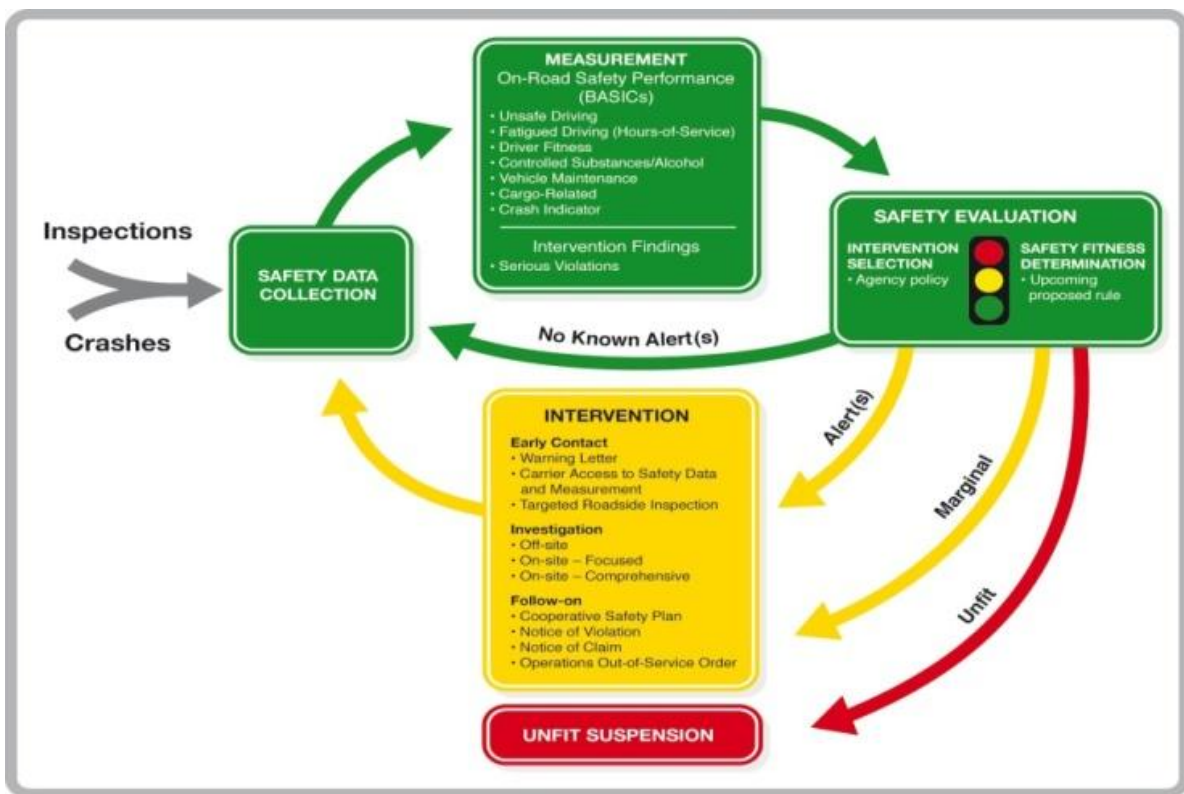 MEASUREMENT
On-Road Safety Performance
(BASICs)
• Unsafe Driving
• Fatigued Driving (Hours-of-Service)
• Driver Fitness
• Controlled Substances/Alcohol
• Vehicle Maintenance
• Cargo-Related
• Crash Indicator
Intervention Findings
• Serious Violations
Inspections
Crashes
SAFETY DATA
COLLECTION
SAFETY EVALUATION
INTERVENTION
SELECTION
• Agency policy
SAFETY FITNESS
DETERMINATION
• Upcoming
proposed rule
No Known Alert(s)
Alert(s)
Marginal
Unfit
INTERVENTION
Early Contact
• Warning Letter
• Carrier Access to Safety Data
and Measurement
• Targeted Roadside Inspection
Investigation
• Off-site
• On-site – Focused
• On-site – Comprehensive
Follow-on
• Cooperative Safety Plan
• Notice of Violation
• Notice of Claim
• Operations Out-of-Service Order
UNFIT SUSPENSION